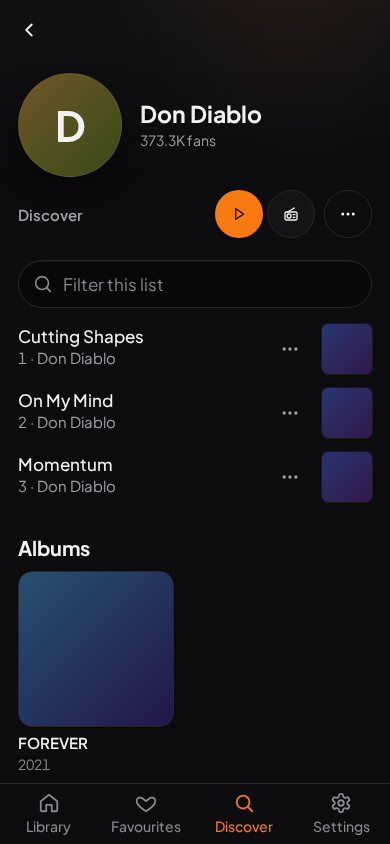 D
Don Diablo
373.3K fans
Discover
Filter this list
Cutting Shapes
1 · Don Diablo
On My Mind
2 · Don Diablo
Momentum
3 · Don Diablo
Albums
FOREVER
2021
Library
Favourites
Discover
Settings